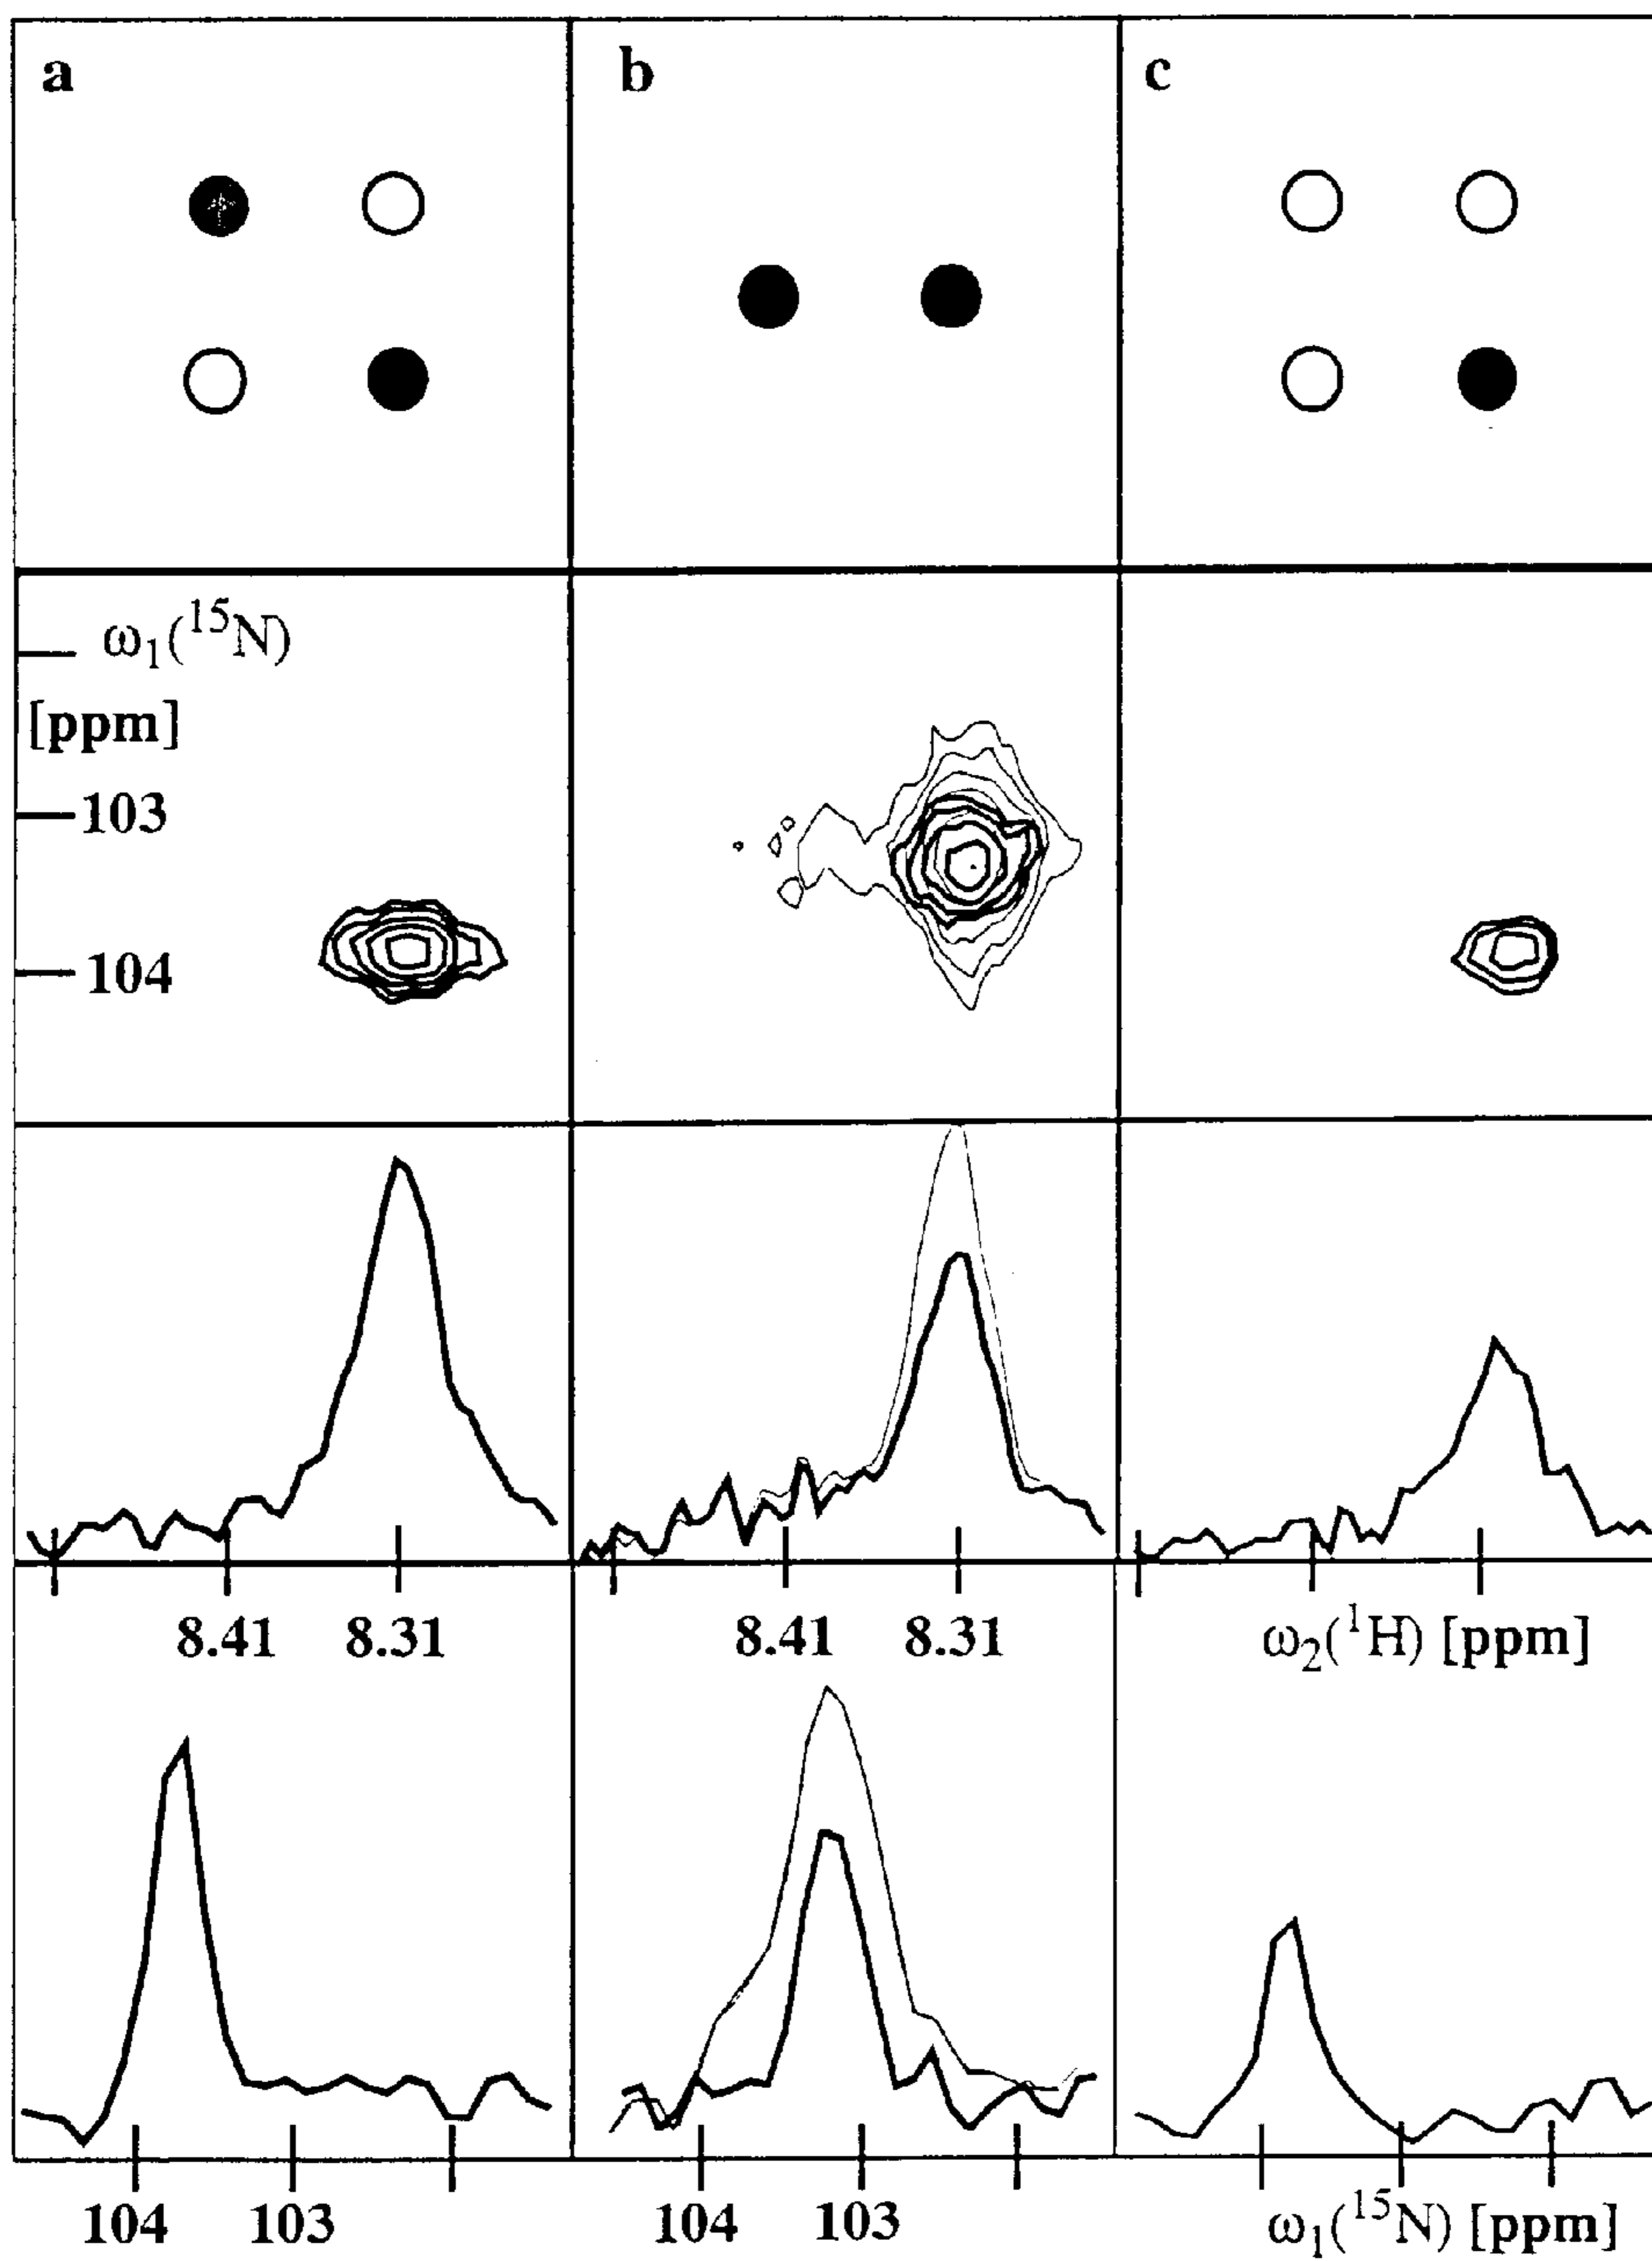 a
b
c
ω₁(¹⁵N)
[ppm]
103
104
8.41 8.31
8.41 8.31
ω₂(¹H) [ppm]
104 103
104 103
ω₁(¹⁵N) [ppm]